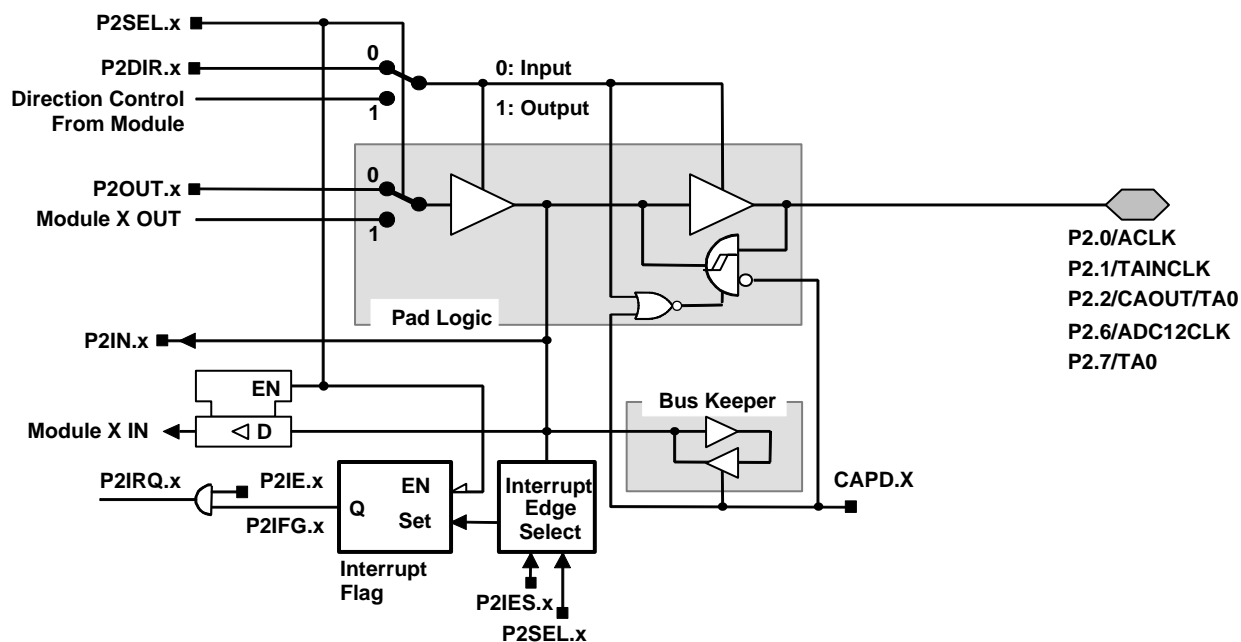 P2SEL.x
0
P2DIR.x
0: Input
Direction Control
From Module
1
1: Output
0
P2OUT.x
Module X OUT
1
P2.0/ACLK
P2.1/TAINCLK
P2.2/CAOUT/TA0
P2.6/ADC12CLK
P2.7/TA0
Pad Logic
P2IN.x
EN
Bus Keeper
Module X IN
D
P2IRQ.x
P2IE.x
EN
Interrupt
Edge
Select
CAPD.X
Q
Set
P2IFG.x
Interrupt
Flag
P2IES.x
P2SEL.x